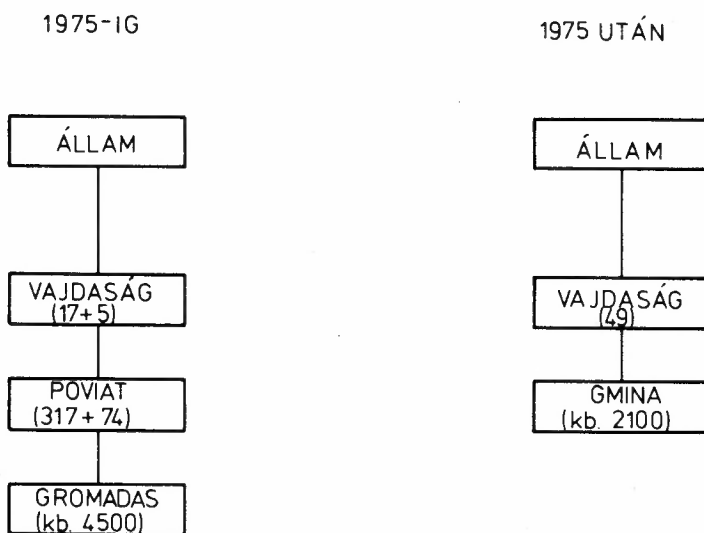 1975-IG
ÁLLAM
VAJDASÁG
(17+5)
POVIAT
(317+74)
GROMADAS
(kb. 4500)
1975 UTÁN
ÁLLAM
VAJDASÁG
(49)
GMINA
(kb. 2100)